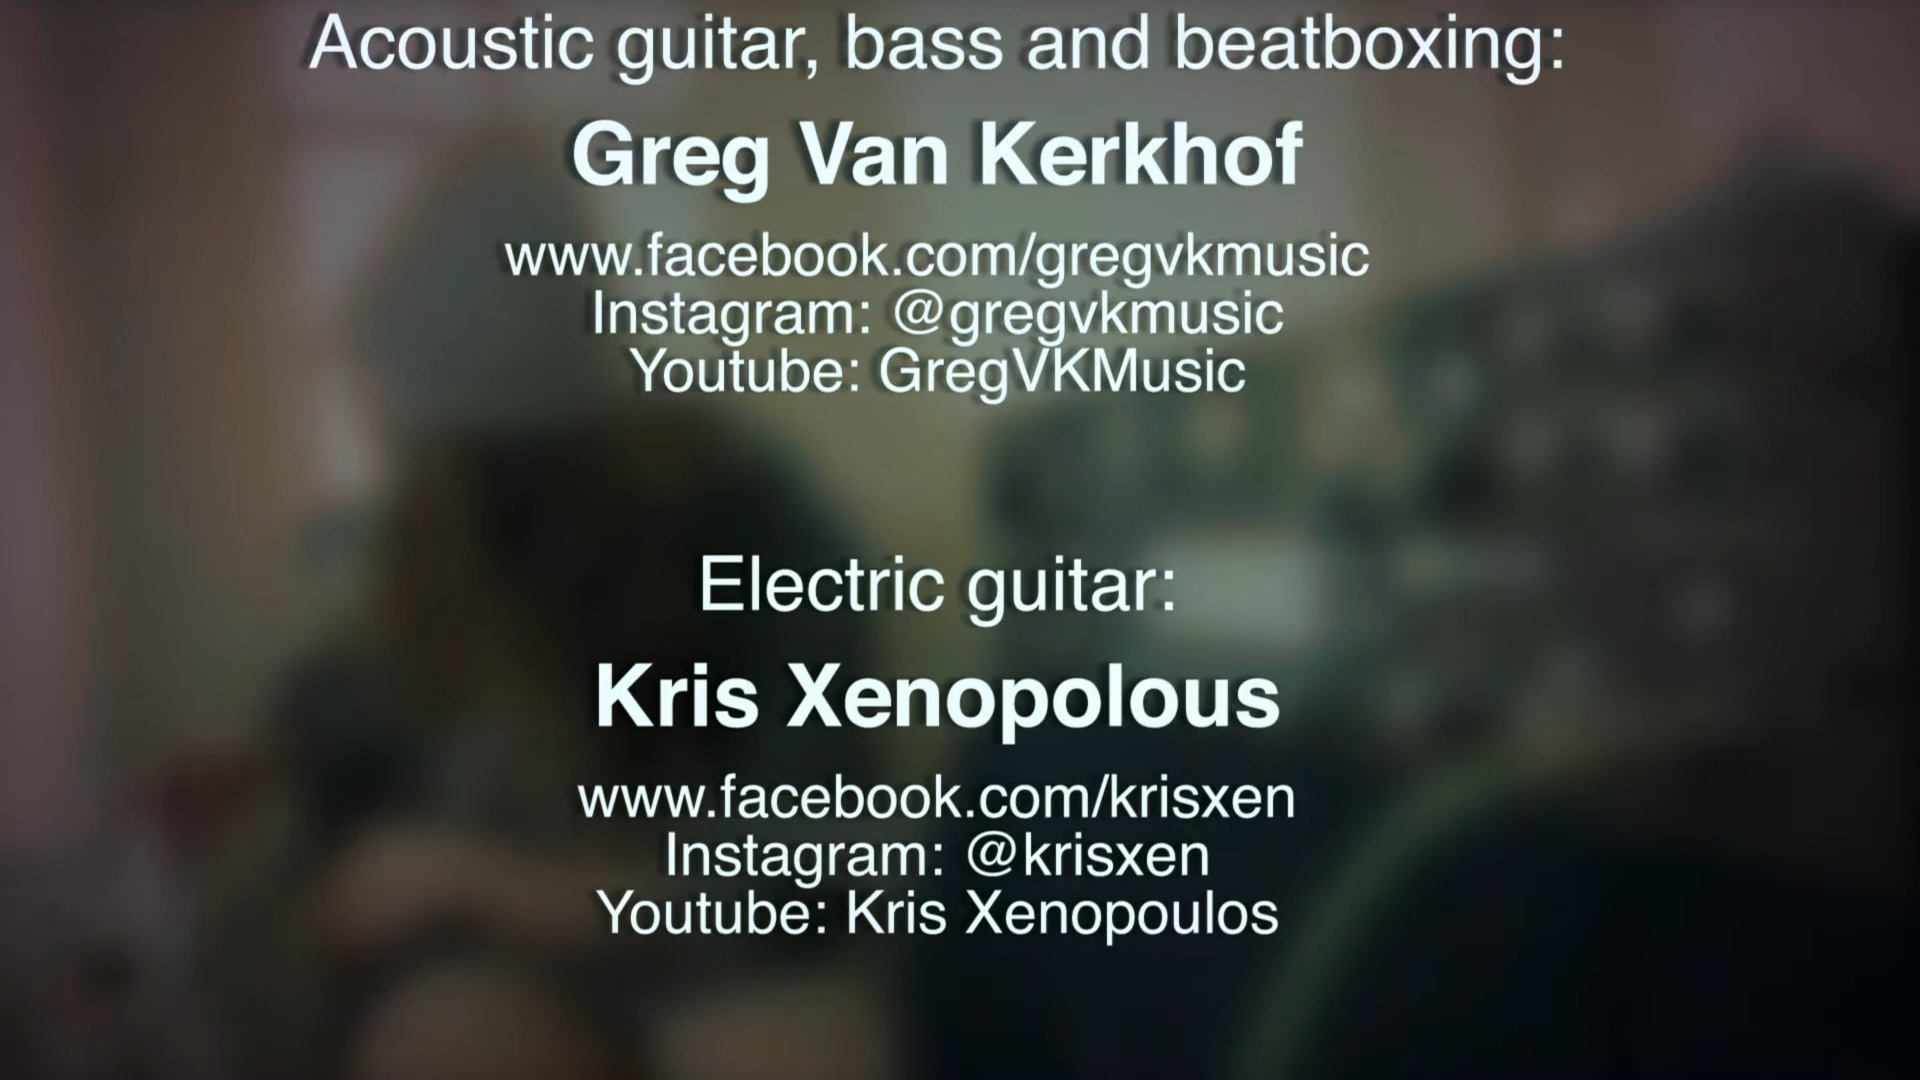 Acoustic guitar, bass and beatboxing:
Greg Van Kerkhof
www.facebook.com/gregvkmusic
Instagram: @gregvkmusic
Youtube: GregVKMusic
Electric guitar:
Kris Xenopolous
www.facebook.com/krisxen
Instagram: @krisxen
Youtube: Kris Xenopoulos